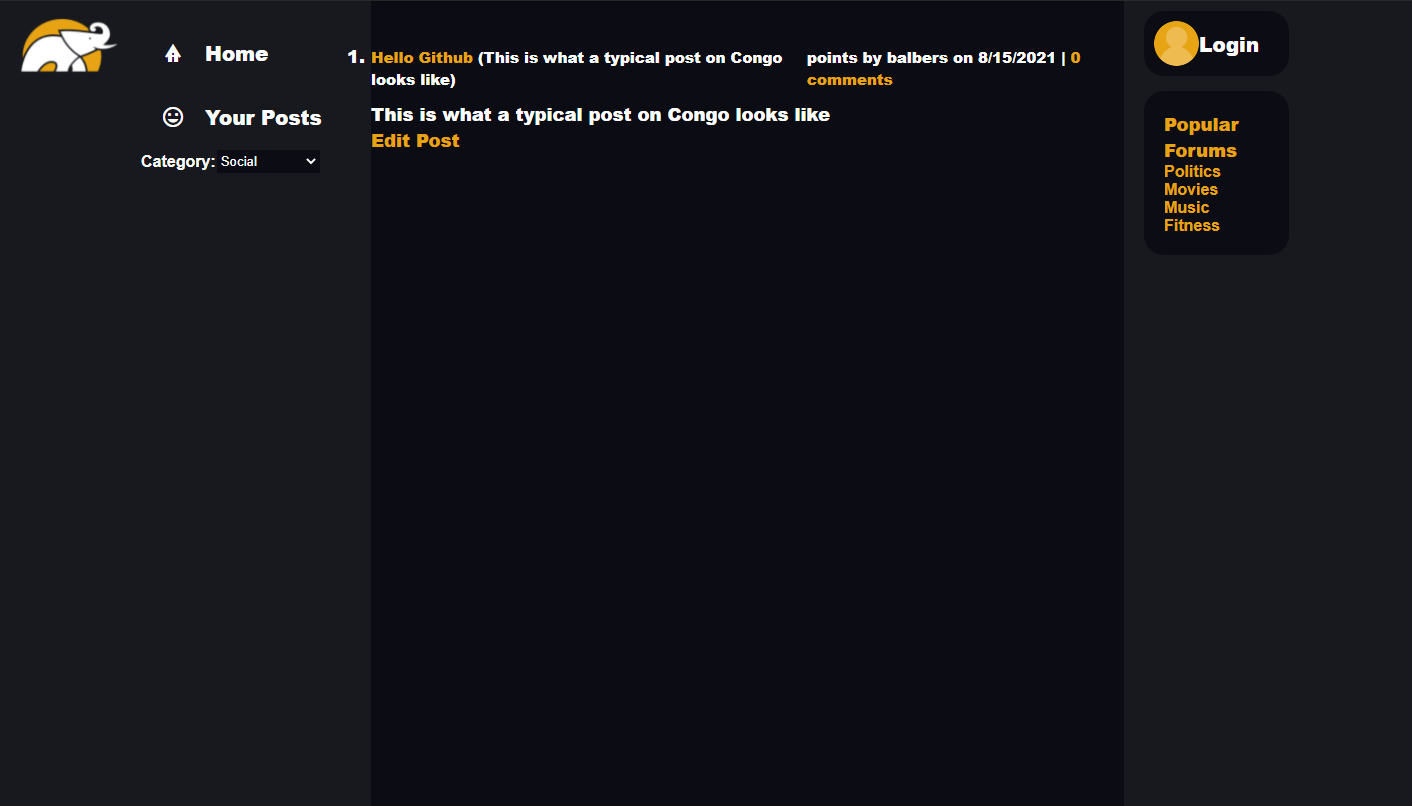 Home
Your Posts
Category: Social
1. Hello Github (This is what a typical post on Congo
looks like)
points by balbers on 8/15/2021 | 0
comments
This is what a typical post on Congo looks like
Edit Post
Login
Popular
Forums
Politics
Movies
Music
Fitness